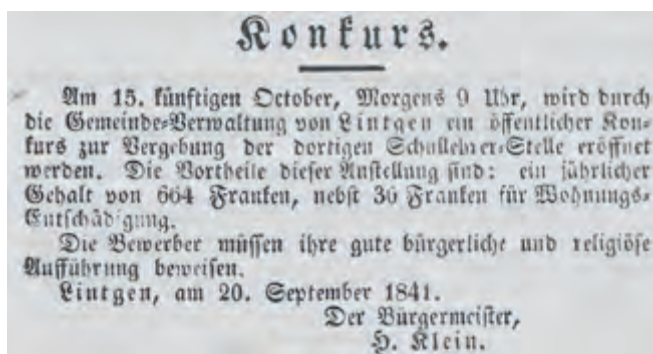 Konkurs.
Am 15. künftigen October, Morgens 9 Uhr, wird durch
die Gemeinde-Verwaltung von Lintgen ein öffentlicher Kon-
kurs zur Vergebung der dortigen Schullehrer-Stelle eröffnet
werden. Die Vortheile dieser Anstellung sind: ein jährlicher
Gehalt von 664 Franken, nebst 36 Franken für Wohnungs-
Entschädigung.
Die Bewerber müssen ihre gute bürgerliche und religiöse
Aufführung beweisen.
Lintgen, am 20. September 1841.
Der Bürgermeister,
H. Klein.